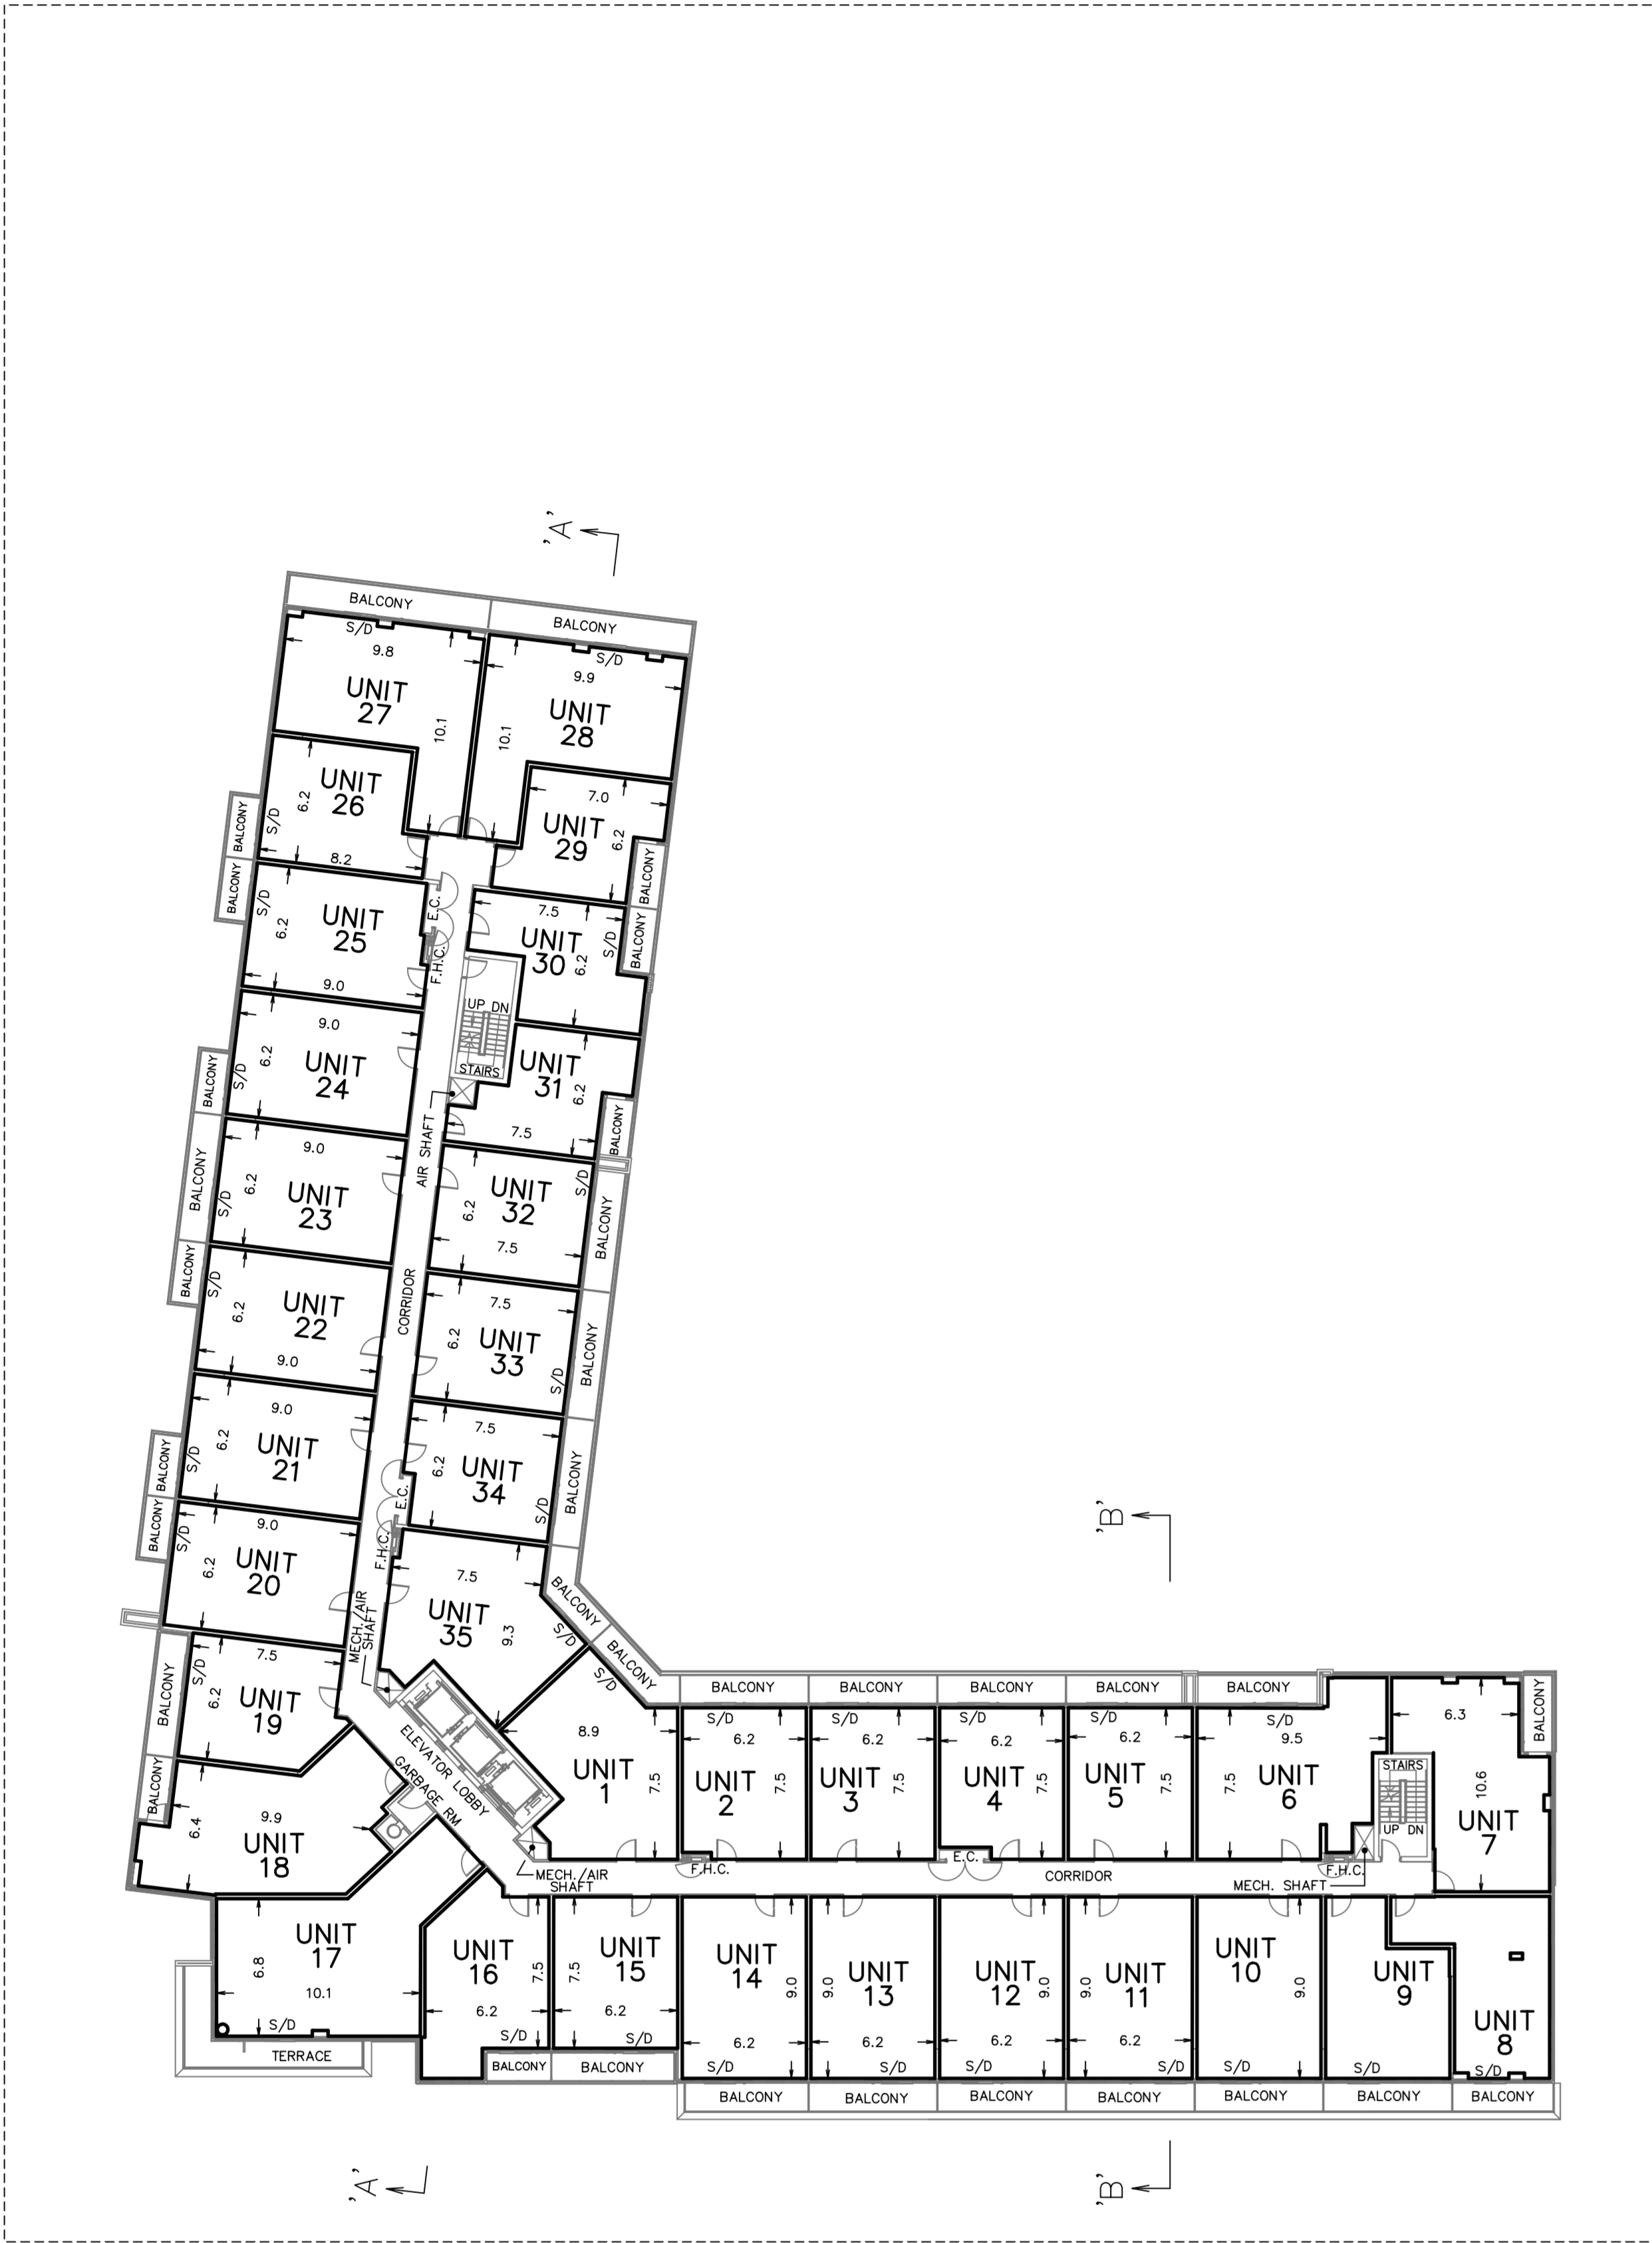 'A'
BALCONY
BALCONY
S/D
9.8
10.1
UNIT
27
S/D
9.9
10.1
UNIT
28
UNIT
26
6.2
S/D
8.2
BALCONY
BALCONY
7.0
UNIT
29
6.2
BALCONY
S/D
UNIT
25
6.2
9.0
E.C.
F.H.C.
7.5
UNIT
30
6.2
S/D
BALCONY
UP DN
STAIRS
9.0
6.2
UNIT
24
S/D
BALCONY
UNIT
31
6.2
7.5
BALCONY
AIR SHAFT
9.0
6.2
UNIT
23
S/D
BALCONY
UNIT
32
6.2
7.5
S/D
BALCONY
S/D
6.2
UNIT
22
9.0
BALCONY
CORRIDOR
7.5
6.2
UNIT
33
S/D
BALCONY
9.0
6.2
UNIT
21
S/D
BALCONY
7.5
6.2
UNIT
34
S/D
BALCONY
E.C.
F.H.C.
9.0
S/D
6.2
UNIT
20
BALCONY
7.5
UNIT
35
9.3
S/D
BALCONY
MECH./AIR
SHAFT
7.5
S/D
6.2
UNIT
19
BALCONY
ELEVATOR LOBBY
GARBAGE RM
9.9
6.4
UNIT
18
BALCONY
'B'
BALCONY
S/D
8.9
UNIT
1
7.5
BALCONY
S/D
6.2
UNIT
2
7.5
BALCONY
S/D
6.2
UNIT
3
7.5
BALCONY
S/D
6.2
UNIT
4
7.5
BALCONY
S/D
6.2
UNIT
5
7.5
BALCONY
S/D
9.5
7.5
UNIT
6
STAIRS
UP DN
6.3
10.6
UNIT
7
BALCONY
MECH./AIR
SHAFT
F.H.C.
E.C.
CORRIDOR
MECH. SHAFT
F.H.C.
UNIT
17
6.8
10.1
S/D
TERRACE
UNIT
16
7.5
6.2
S/D
BALCONY
UNIT
15
7.5
6.2
S/D
BALCONY
UNIT
14
9.0
6.2
S/D
BALCONY
UNIT
13
9.0
6.2
S/D
BALCONY
UNIT
12
9.0
6.2
S/D
BALCONY
UNIT
11
9.0
6.2
S/D
BALCONY
UNIT
10
9.0
S/D
BALCONY
UNIT
9
S/D
BALCONY
UNIT
8
S/D
BALCONY
'A'
'B'